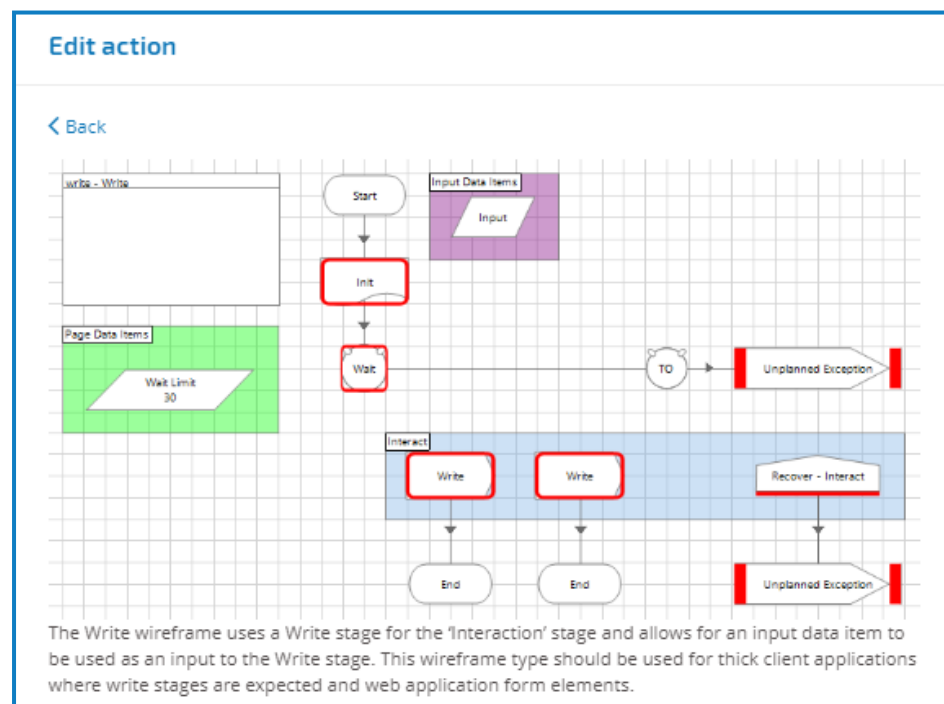 Edit action
Back
write - Write
Start
Input Data Items
Input
Init
Page Data Items
Wait Limit
30
Wait
TO
Unplanned Exception
Interact
Write
Write
Recover - Interact
End
End
Unplanned Exception
The Write wireframe uses a Write stage for the ‘Interaction’ stage and allows for an input data item to
be used as an input to the Write stage. This wireframe type should be used for thick client applications
where write stages are expected and web application form elements.